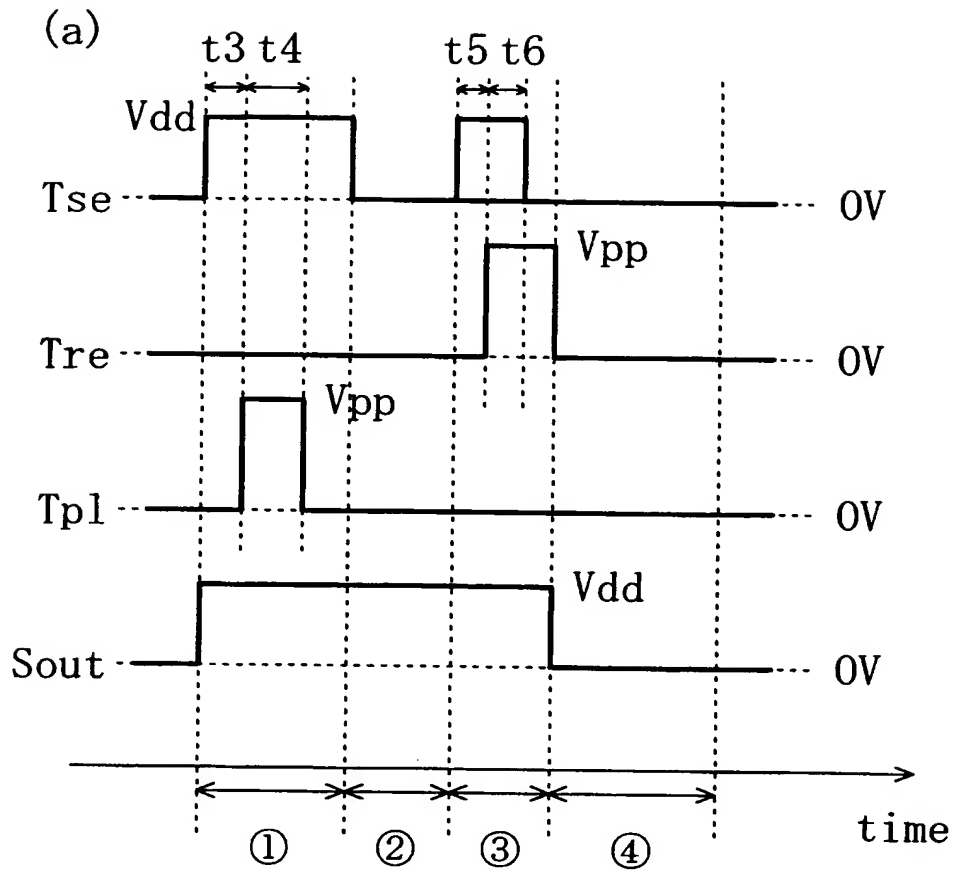 (a)
t3 t4 t5 t6
Vdd
Tse 0V
Vpp
Tre 0V
Vpp
Tpl 0V
Vdd
Sout 0V
time
① ② ③ ④